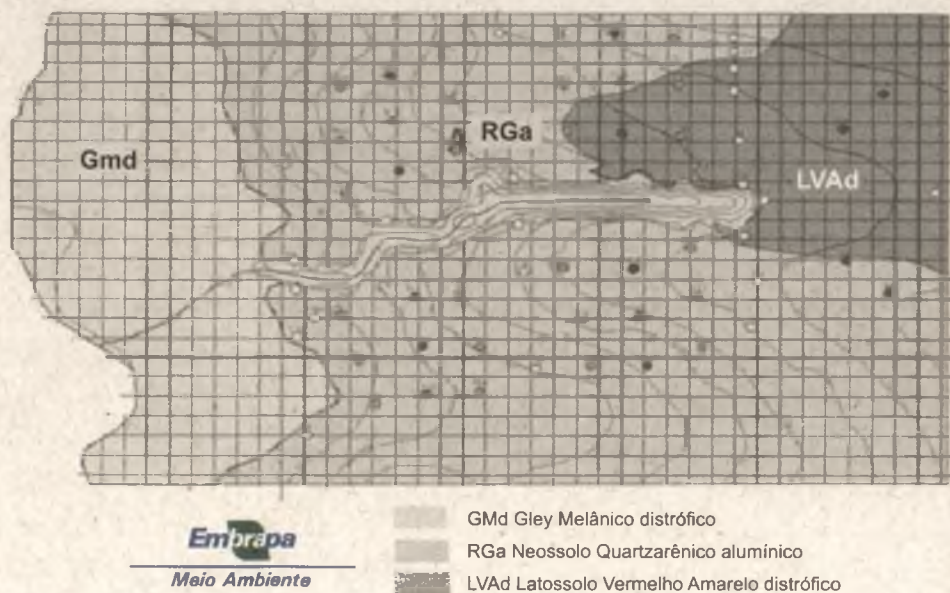 RGa
Gmd
LVAd
Embrapa
Meio Ambiente
GMd Gley Melânico distrófico
RGa Neossolo Quartzarênico alumínico
LVAd Latossolo Vermelho Amarelo distrófico